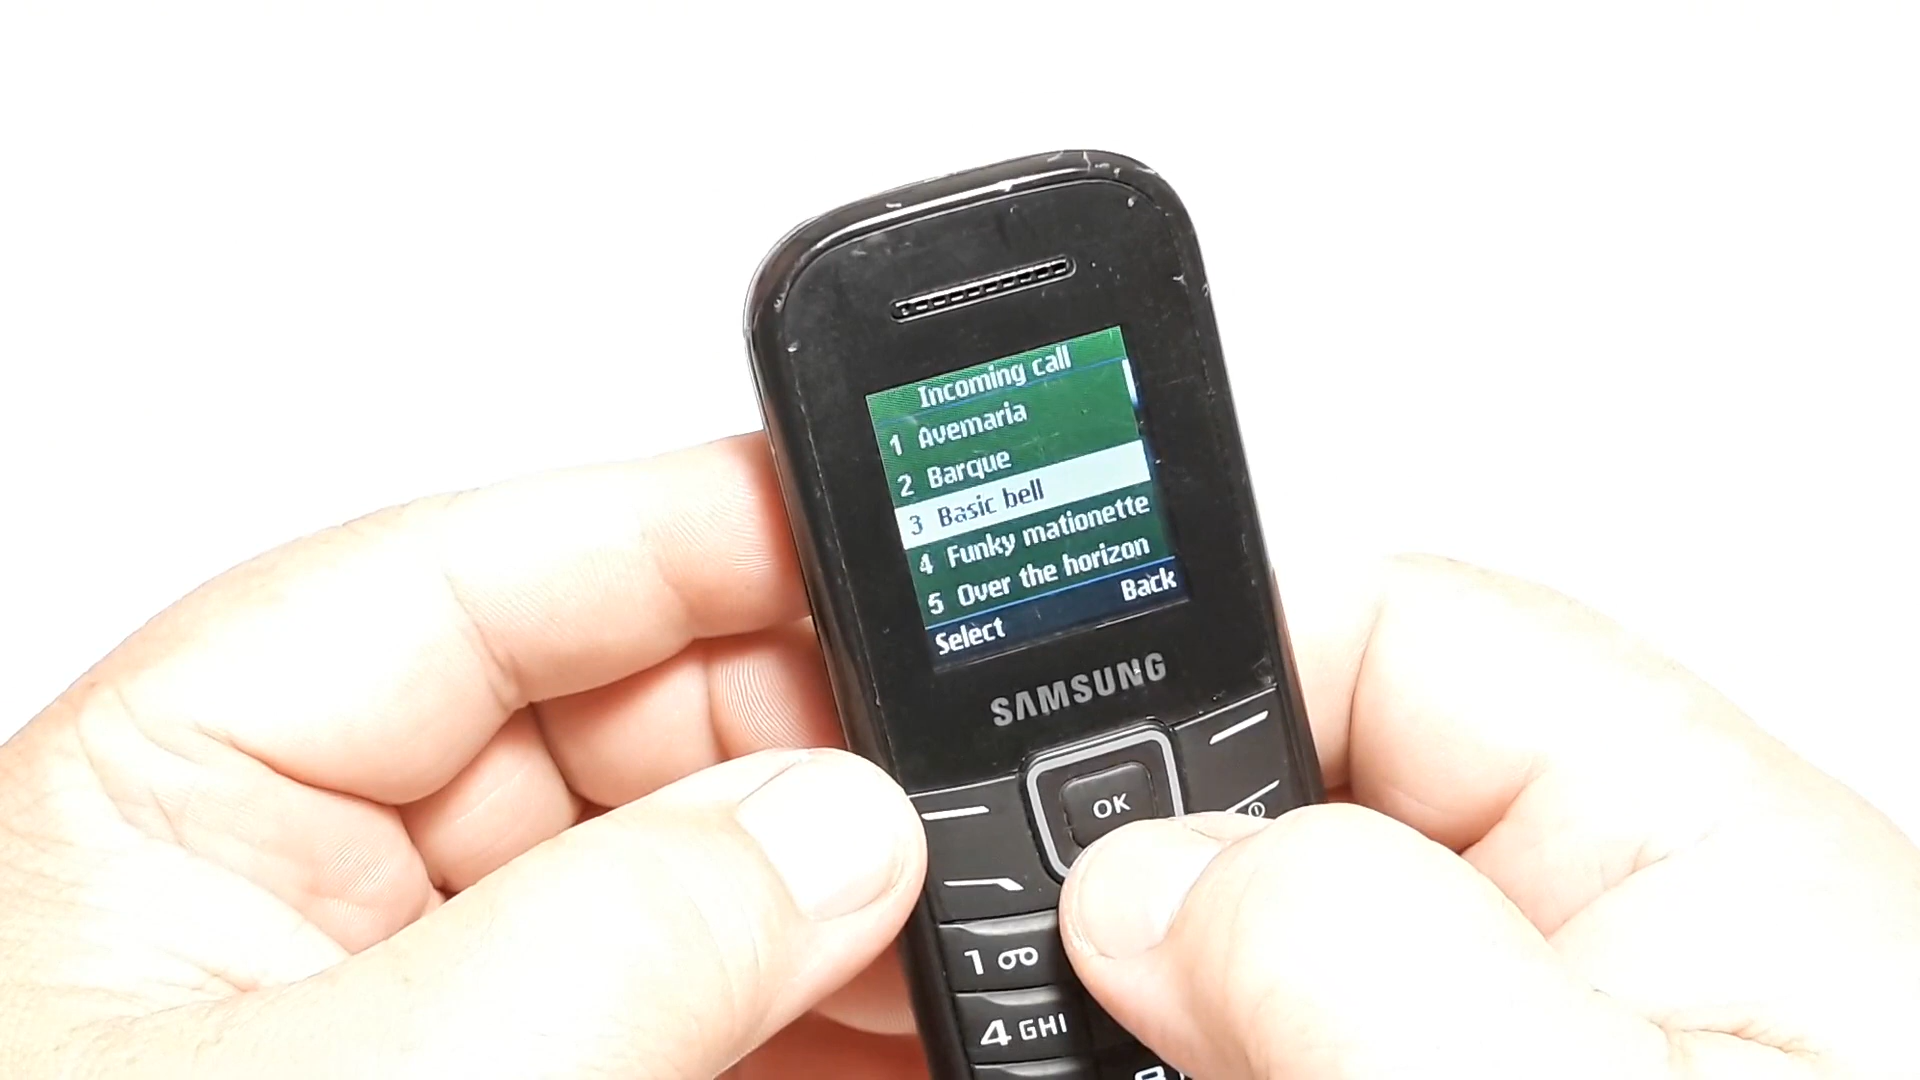 Incoming call
1 Avemaria
2 Barque
3 Basic bell
4 Funky mationette
5 Over the horizon
Select Back
SAMSUNG
OK
1
4 GHI
8